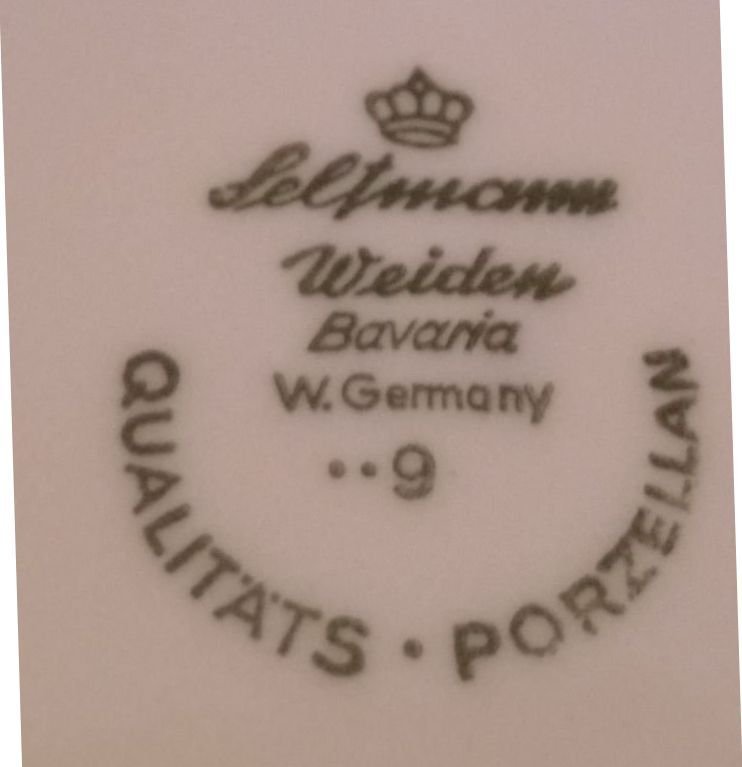 Seltmann
Weiden
Bavaria
W. Germany
··9
QUALITÄTS · PORZELLAN